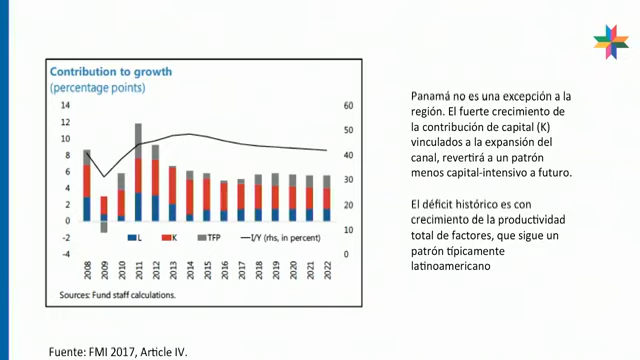 Contribution to growth
(percentage points)
14
12
10
8
6
4
2
0
-2
-4
60
50
40
30
20
10
0
L
K
TFP
I/Y (rhs, in percent)
2008
2009
2010
2011
2012
2013
2014
2015
2016
2017
2018
2019
2020
2021
2022
Sources: Fund staff calculations.
Panamá no es una excepción a la
región. El fuerte crecimiento de
la contribución de capital (K)
vinculados a la expansión del
canal, revertirá a un patrón
menos capital-intensivo a futuro.
El déficit histórico es con
crecimiento de la productividad
total de factores, que sigue un
patrón típicamente
latinoamericano
Fuente: FMI 2017, Article IV.